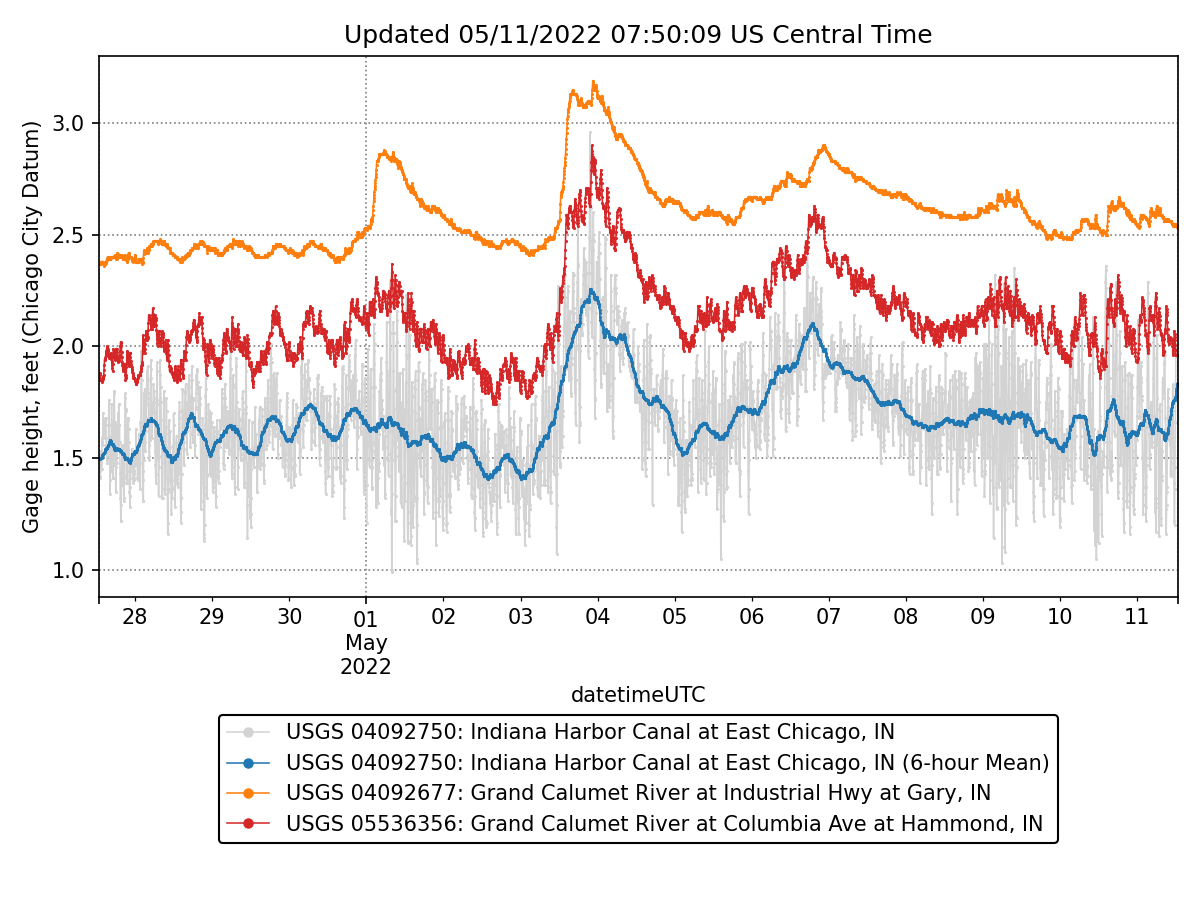 Updated 05/11/2022 07:50:09 US Central Time
Gage height, feet (Chicago City Datum)
3.0
2.5
2.0
1.5
1.0
28 29 30 01 02 03 04 05 06 07 08 09 10 11
May
2022
datetimeUTC
USGS 04092750: Indiana Harbor Canal at East Chicago, IN
USGS 04092750: Indiana Harbor Canal at East Chicago, IN (6-hour Mean)
USGS 04092677: Grand Calumet River at Industrial Hwy at Gary, IN
USGS 05536356: Grand Calumet River at Columbia Ave at Hammond, IN